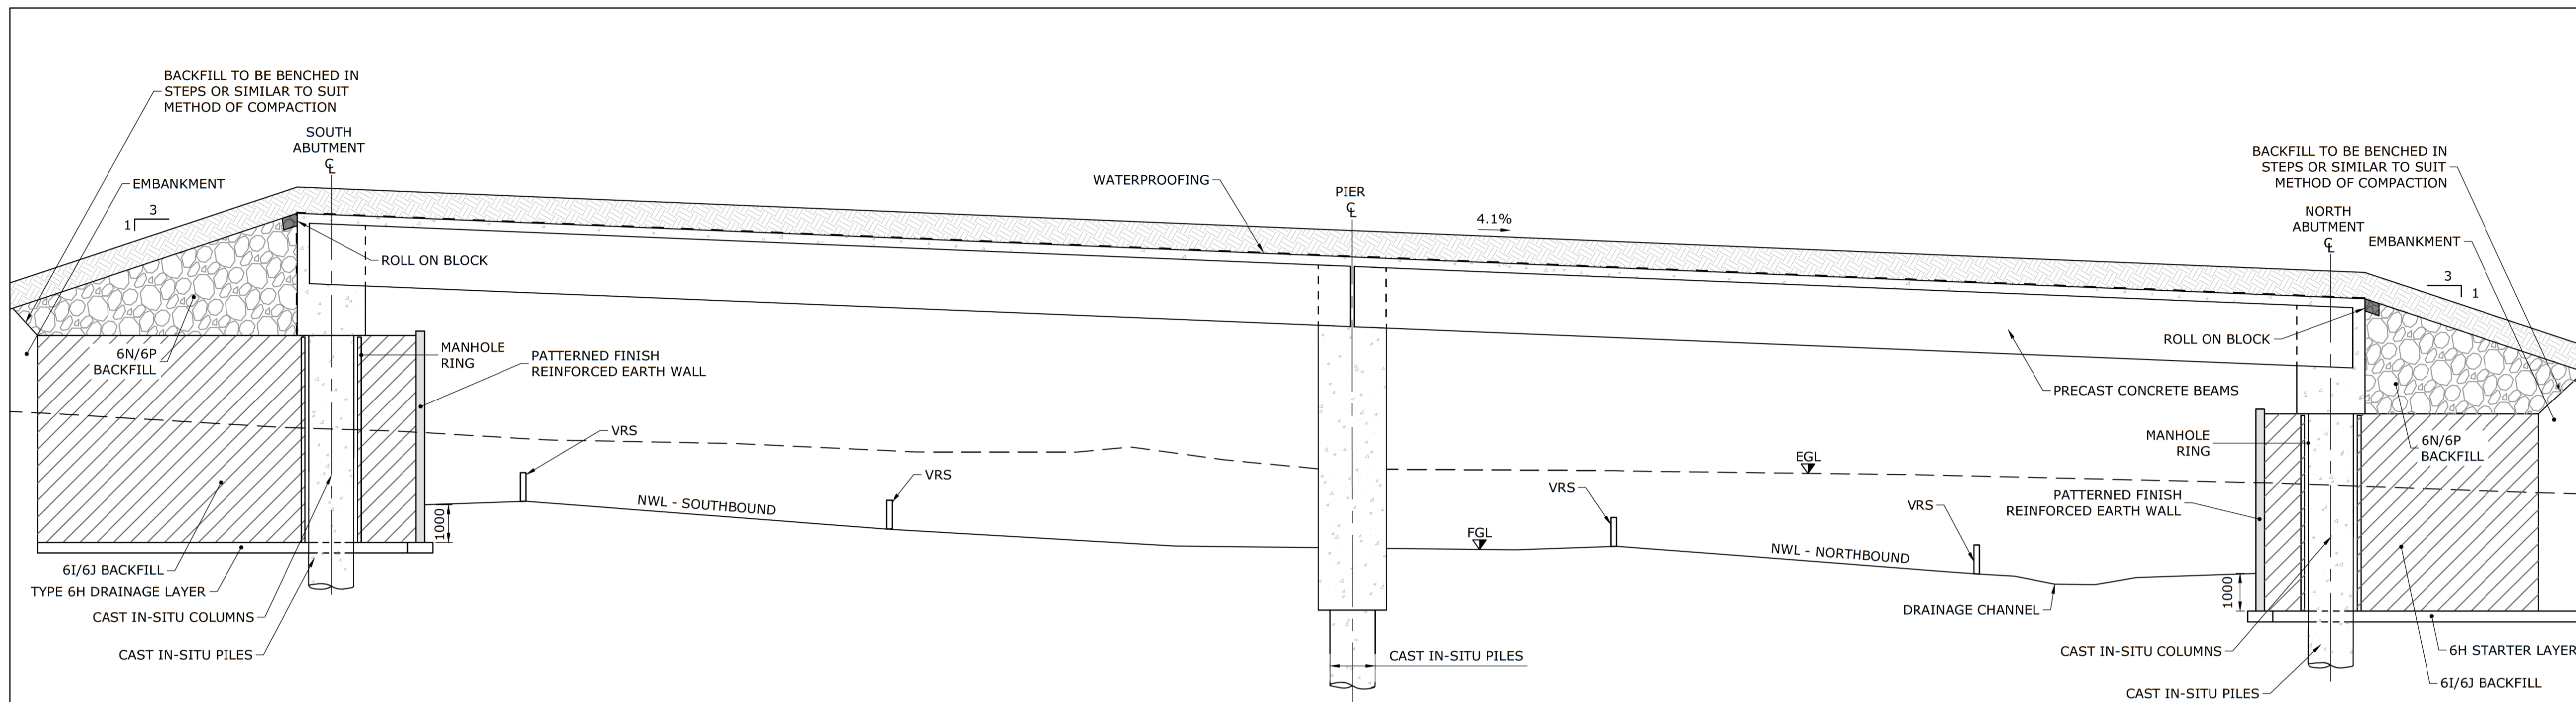 BACKFILL TO BE BENCHED IN
STEPS OR SIMILAR TO SUIT
METHOD OF COMPACTION
SOUTH
ABUTMENT
℄
EMBANKMENT
3
1
ROLL ON BLOCK
6N/6P
BACKFILL
MANHOLE
RING
PATTERNED FINISH
REINFORCED EARTH WALL
VRS
VRS
NWL - SOUTHBOUND
1000
6I/6J BACKFILL
TYPE 6H DRAINAGE LAYER
CAST IN-SITU COLUMNS
CAST IN-SITU PILES
WATERPROOFING
PIER
℄
4.1%
EGL
FGL
VRS
VRS
NWL - NORTHBOUND
DRAINAGE CHANNEL
CAST IN-SITU PILES
PRECAST CONCRETE BEAMS
BACKFILL TO BE BENCHED IN
STEPS OR SIMILAR TO SUIT
METHOD OF COMPACTION
NORTH
ABUTMENT
℄
EMBANKMENT
3
1
ROLL ON BLOCK
MANHOLE
RING
6N/6P
BACKFILL
PATTERNED FINISH
REINFORCED EARTH WALL
1000
CAST IN-SITU COLUMNS
CAST IN-SITU PILES
6H STARTER LAYER
6I/6J BACKFILL